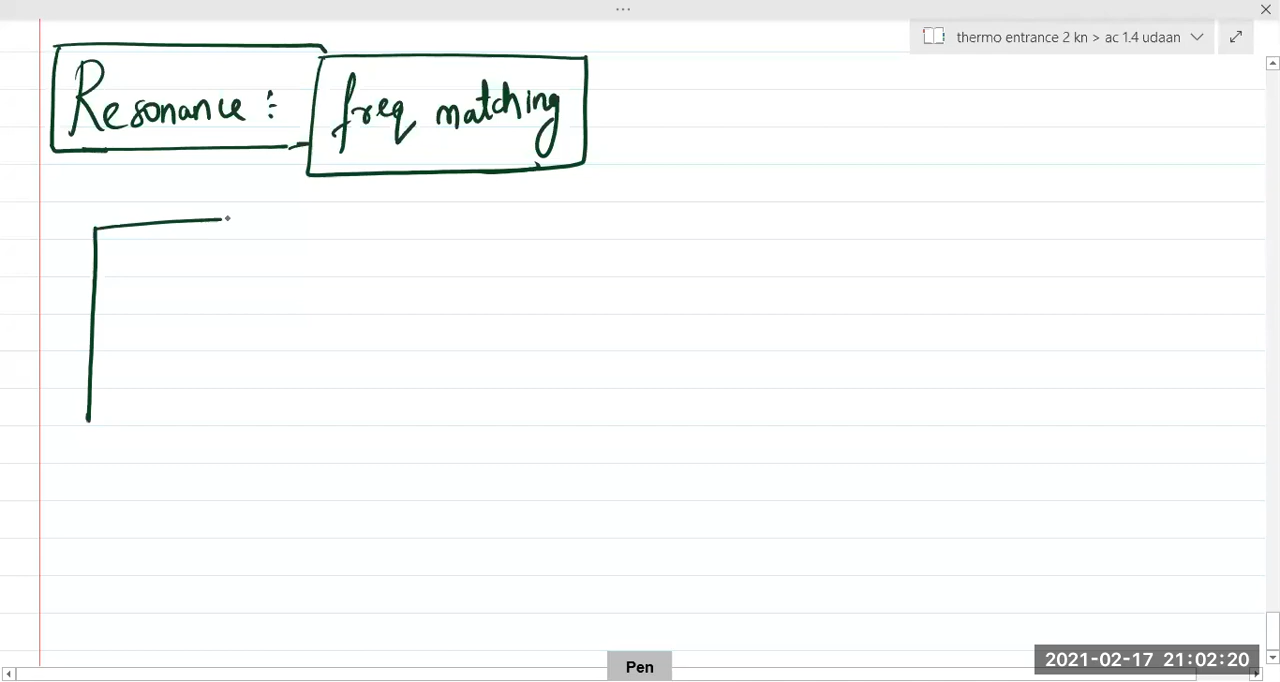 ...
thermo entrance 2 kn > ac 1.4 udaan
Resonance : freq matching
Pen
2021-02-17 21:02:20